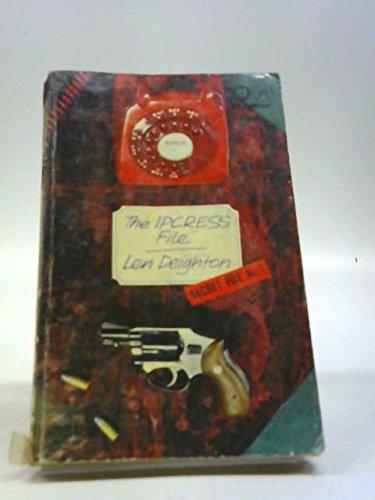 The IPCRESS
File
Len Deighton
SECRET FILE No. 1